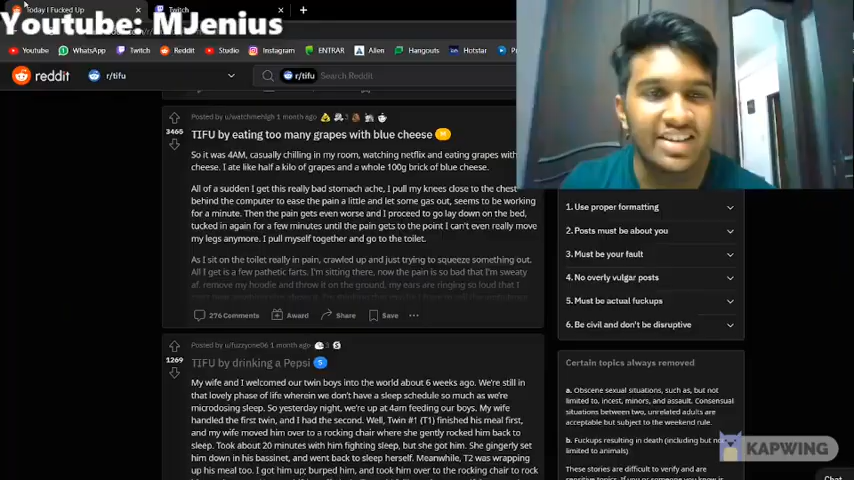 Today I Fucked Up
Twitch
Youtube: MJenius
Youtube
WhatsApp
Twitch
Reddit
Studio
Instagram
ENTRAR
Alien
Hangouts
Hotstar
reddit
r/tifu
r/tifu
Search Reddit
Posted by u/watchmehigh 1 month ago
3
3465
TIFU by eating too many grapes with blue cheese
M
So it was 4AM, casually chilling in my room, watching netflix and eating grapes with
cheese. I ate like half a kilo of grapes and a whole 100g brick of blue cheese.
All of a sudden I get this really bad stomach ache, I pull my knees close to the chest
behind the computer to ease the pain a little and let some gas out, seems to be working
for a minute. Then the pain gets even worse and I proceed to go lay down on the bed,
tucked in again for a few minutes until the pain gets to the point I can't even really move
my legs anymore. I pull myself together and go to the toilet.
As I sit on the toilet really in pain, crawled up and just trying to squeeze something out.
All I get is a few pathetic farts. I'm sitting there, now the pain is so bad that I'm sweaty
af. remove my hoodie and throw it on the ground, my ears are ringing so loud that I
276 Comments
Award
Share
Save
Posted by u/fuzzycne06 1 month ago
3
S
1269
TIFU by drinking a Pepsi
S
My wife and I welcomed our twin boys into the world about 6 weeks ago. We're still in
that lovely phase of life wherein we don't have a sleep schedule so much as we're
microdosing sleep. So yesterday night, we're up at 4am feeding our boys. My wife
handled the first twin, and I had the second. Well, Twin #1 (T1) finished his meal first,
and my wife moved him over to a rocking chair where she gently rocked him back to
sleep. Took about 20 minutes with him fighting sleep, but she got him. She gingerly set
him down in his bassinet, and went back to sleep herself. Meanwhile, T2 was wrapping
up his meal too. I got him up; burped him, and took him over to the rocking chair to rock
1. Use proper formatting
2. Posts must be about you
3. Must be your fault
4. No overly vulgar posts
5. Must be actual fuckups
6. Be civil and don't be disruptive
Certain topics always removed
a. Obscene sexual situations, such as, but not
limited to, incest, minors, and assault. Consensual
situations between two, unrelated adults are
acceptable but subject to the weekend rule.
b. Fuckups resulting in death (including but no
limited to animals)
These stories are difficult to verify and are
KAPWING
Chat